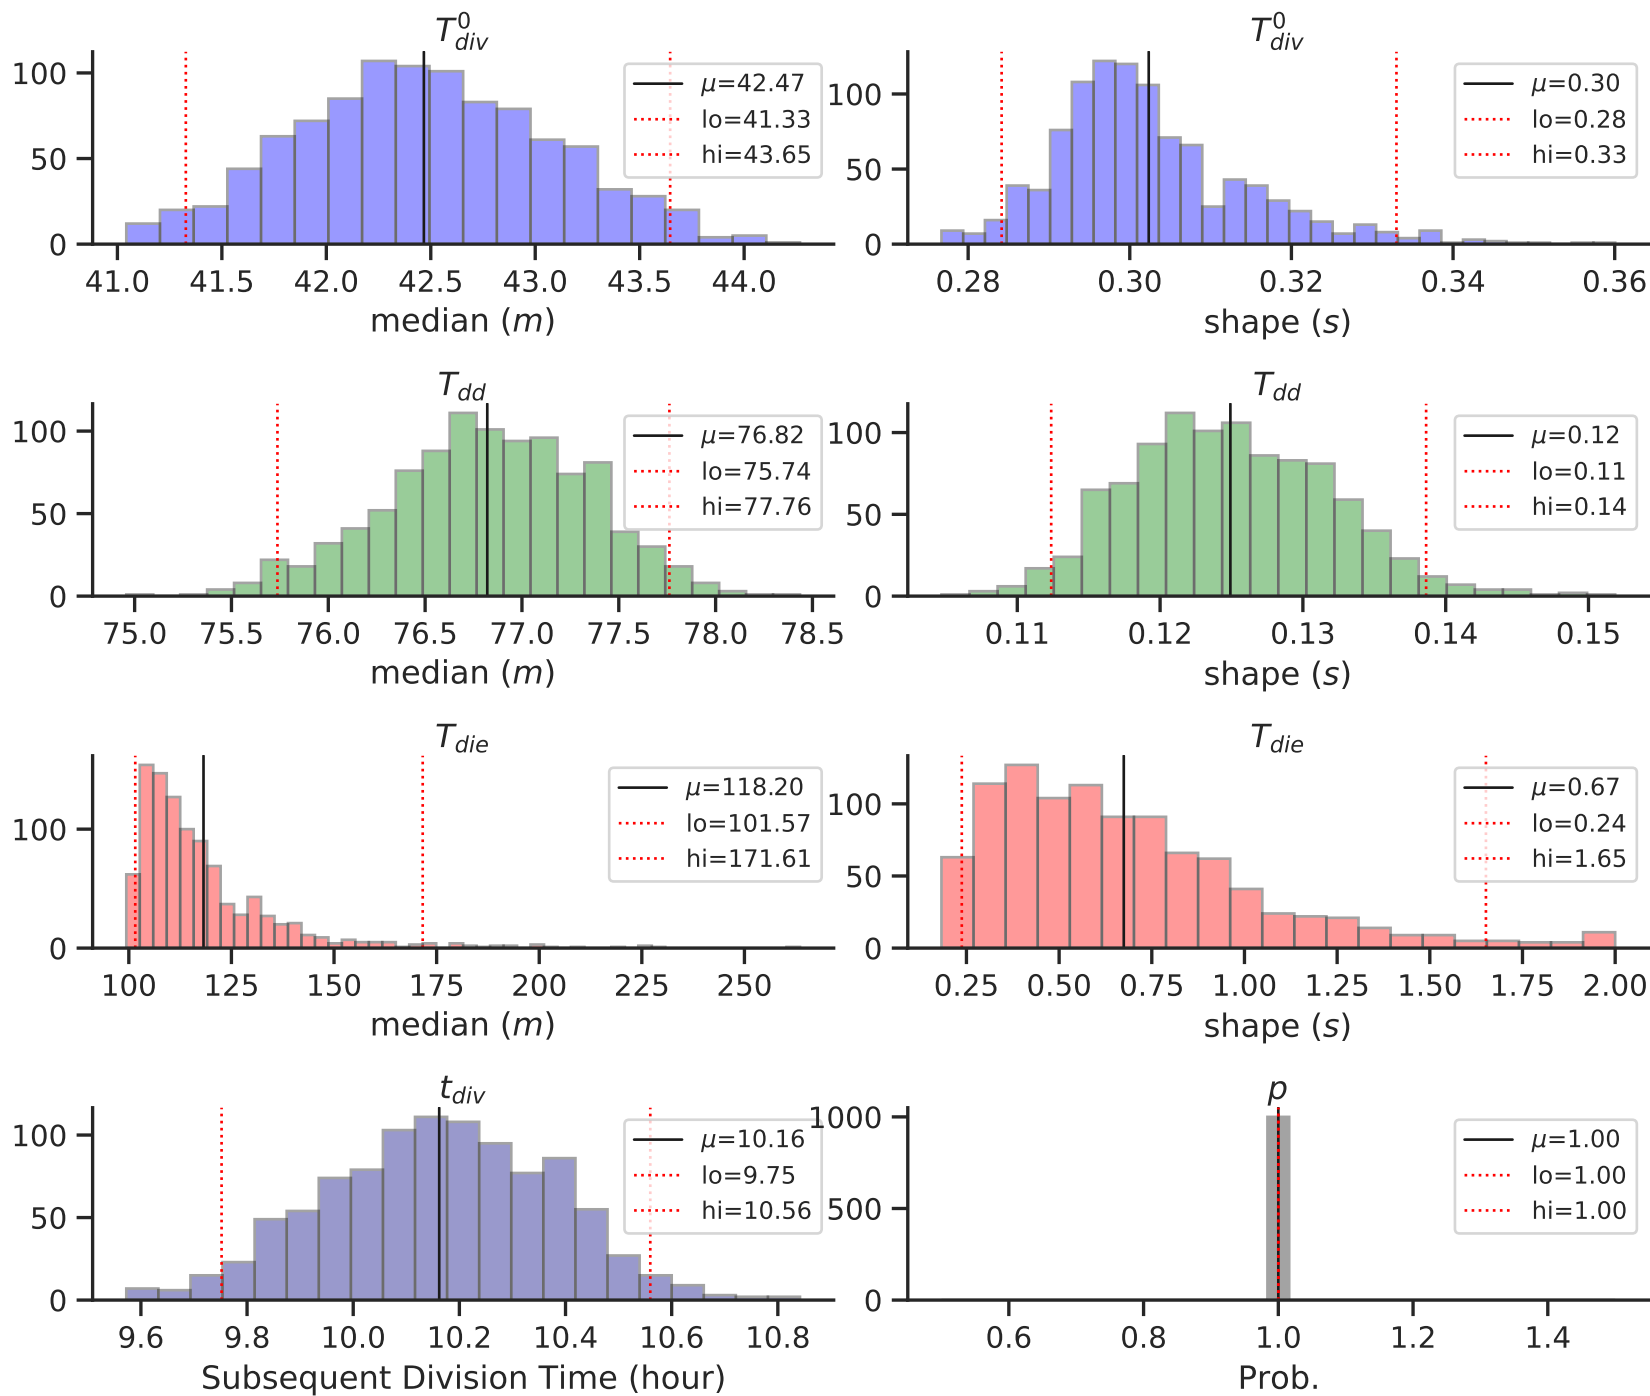 T⁰div
100
50
0
μ=42.47
lo=41.33
hi=43.65
41.0 41.5 42.0 42.5 43.0 43.5 44.0
median (m)
T⁰div
100
50
0
μ=0.30
lo=0.28
hi=0.33
0.28 0.30 0.32 0.34 0.36
shape (s)
Tdd
100
50
0
μ=76.82
lo=75.74
hi=77.76
75.0 75.5 76.0 76.5 77.0 77.5 78.0 78.5
median (m)
Tdd
100
50
0
μ=0.12
lo=0.11
hi=0.14
0.11 0.12 0.13 0.14 0.15
shape (s)
Tdie
100
0
μ=118.20
lo=101.57
hi=171.61
100 125 150 175 200 225 250
median (m)
Tdie
100
50
0
μ=0.67
lo=0.24
hi=1.65
0.25 0.50 0.75 1.00 1.25 1.50 1.75 2.00
shape (s)
tdiv
100
50
0
μ=10.16
lo=9.75
hi=10.56
9.6 9.8 10.0 10.2 10.4 10.6 10.8
Subsequent Division Time (hour)
p
1000
500
0
μ=1.00
lo=1.00
hi=1.00
0.6 0.8 1.0 1.2 1.4
Prob.